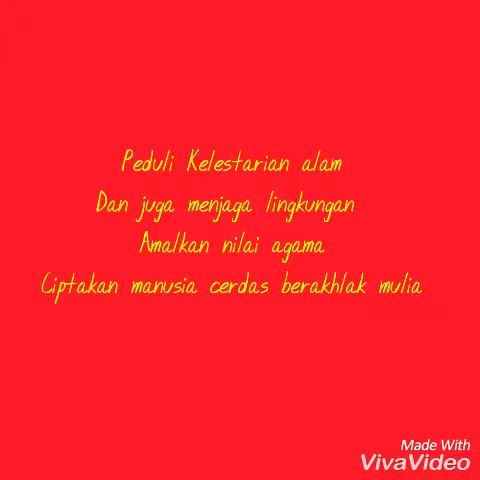 Peduli Kelestarian alam
Dan juga menjaga lingkungan
Amalkan nilai agama
Ciptakan manusia cerdas berakhlak mulia
Made With
VivaVideo